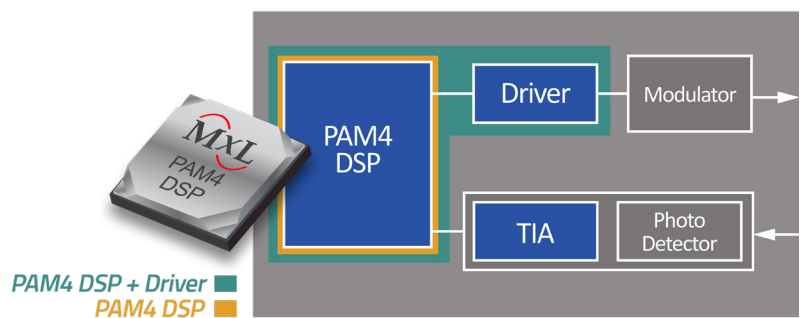 MxL
PAM4
DSP
PAM4
DSP
Driver
Modulator
TIA
Photo
Detector
PAM4 DSP + Driver
PAM4 DSP